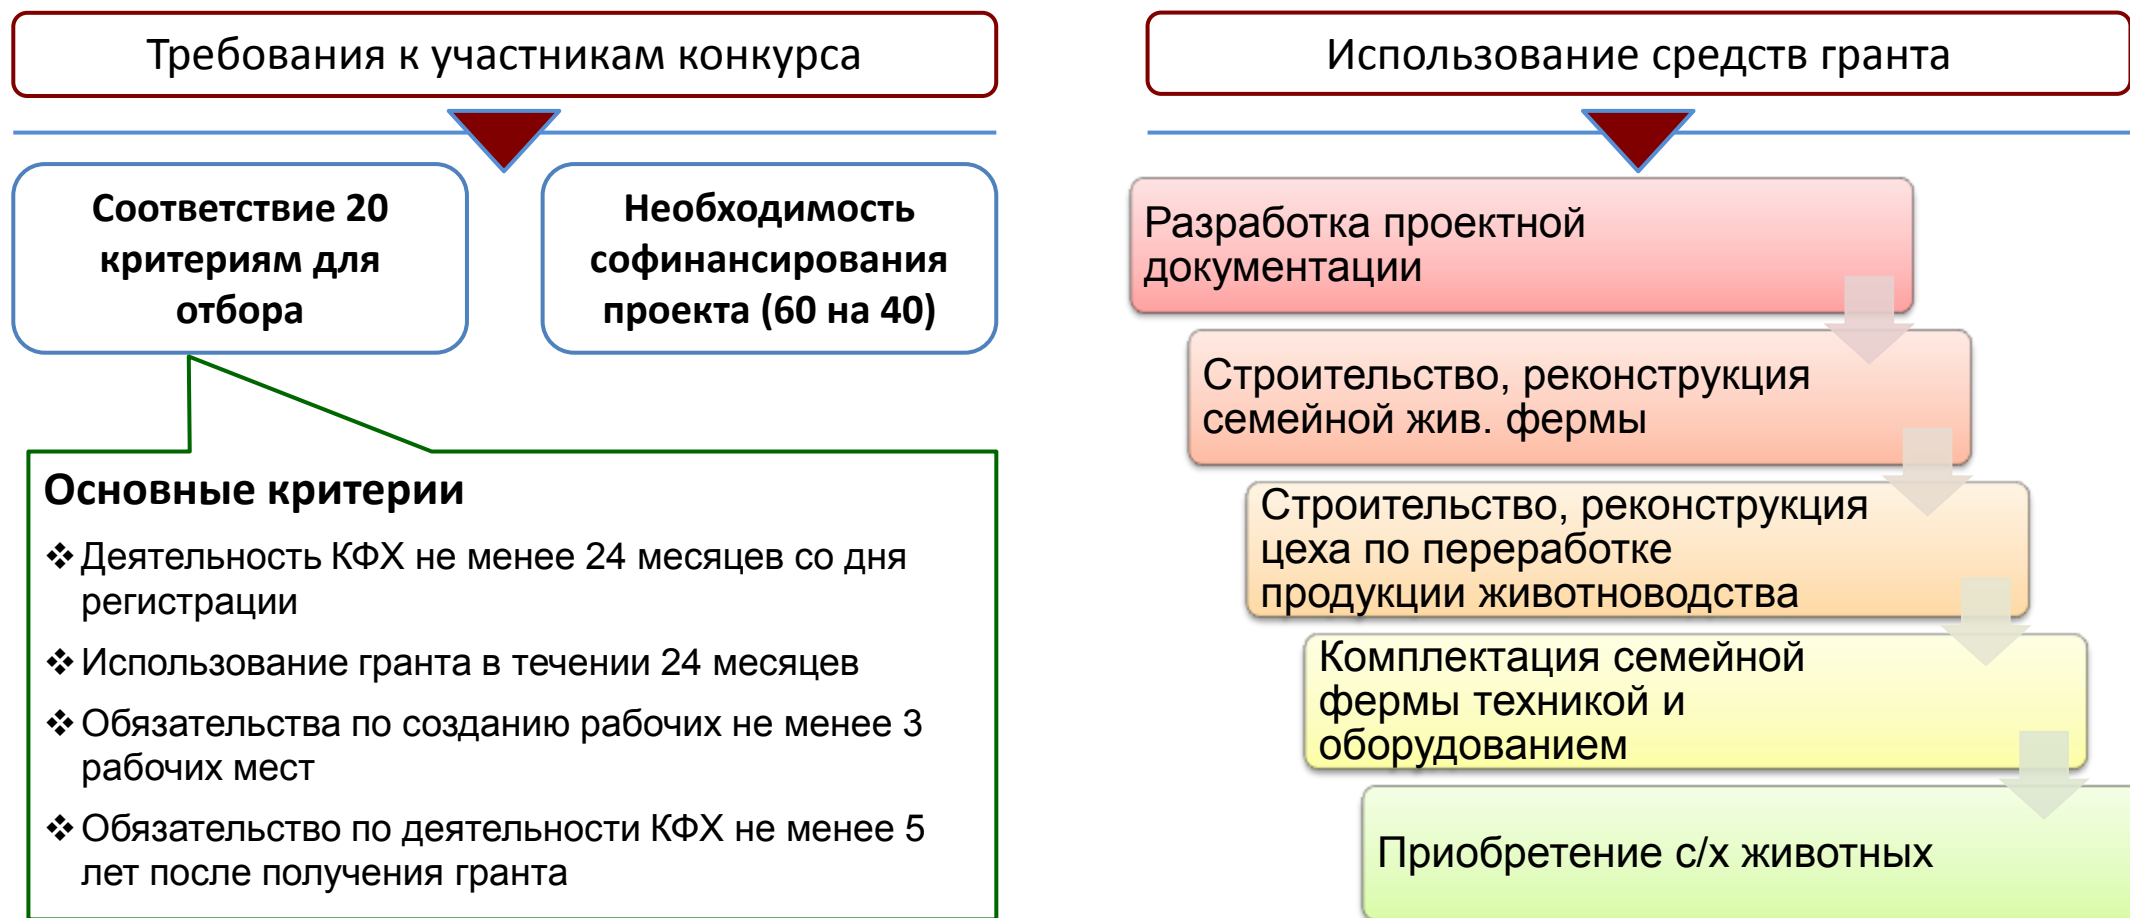 Требования к участникам конкурса
Соответствие 20
критериям для
отбора
Необходимость
софинансирования
проекта (60 на 40)
Основные критерии
❖ Деятельность КФХ не менее 24 месяцев со дня
регистрации
❖ Использование гранта в течении 24 месяцев
❖ Обязательства по созданию рабочих не менее 3
рабочих мест
❖ Обязательство по деятельности КФХ не менее 5
лет после получения гранта
Использование средств гранта
Разработка проектной
документации
Строительство, реконструкция
семейной жив. фермы
Строительство, реконструкция
цеха по переработке
продукции животноводства
Комплектация семейной
фермы техникой и
оборудованием
Приобретение с/х животных